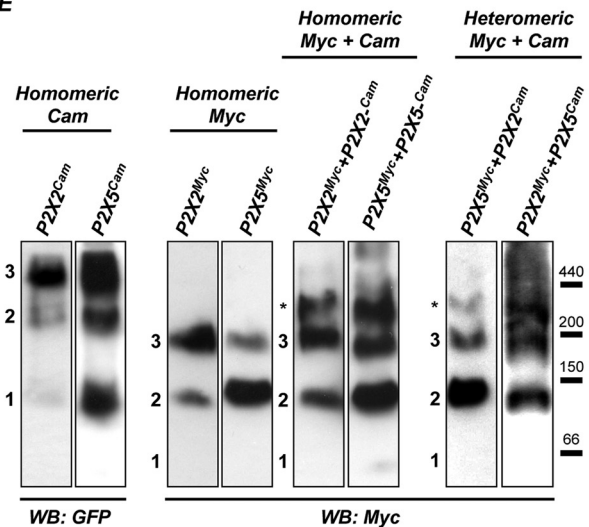 E
Homomeric
Cam
Homomeric
Myc
Homomeric
Myc + Cam
Heteromeric
Myc + Cam
P2X2Cam
P2X5Cam
P2X2Myc
P2X5Myc
P2X2Myc+P2X2-Cam
P2X5Myc+P2X5-Cam
P2X5Myc+P2X2Cam
P2X2Myc+P2X5Cam
3
2
1
3
2
1
*
3
2
1
*
3
2
1
440
200
150
66
WB: GFP
WB: Myc